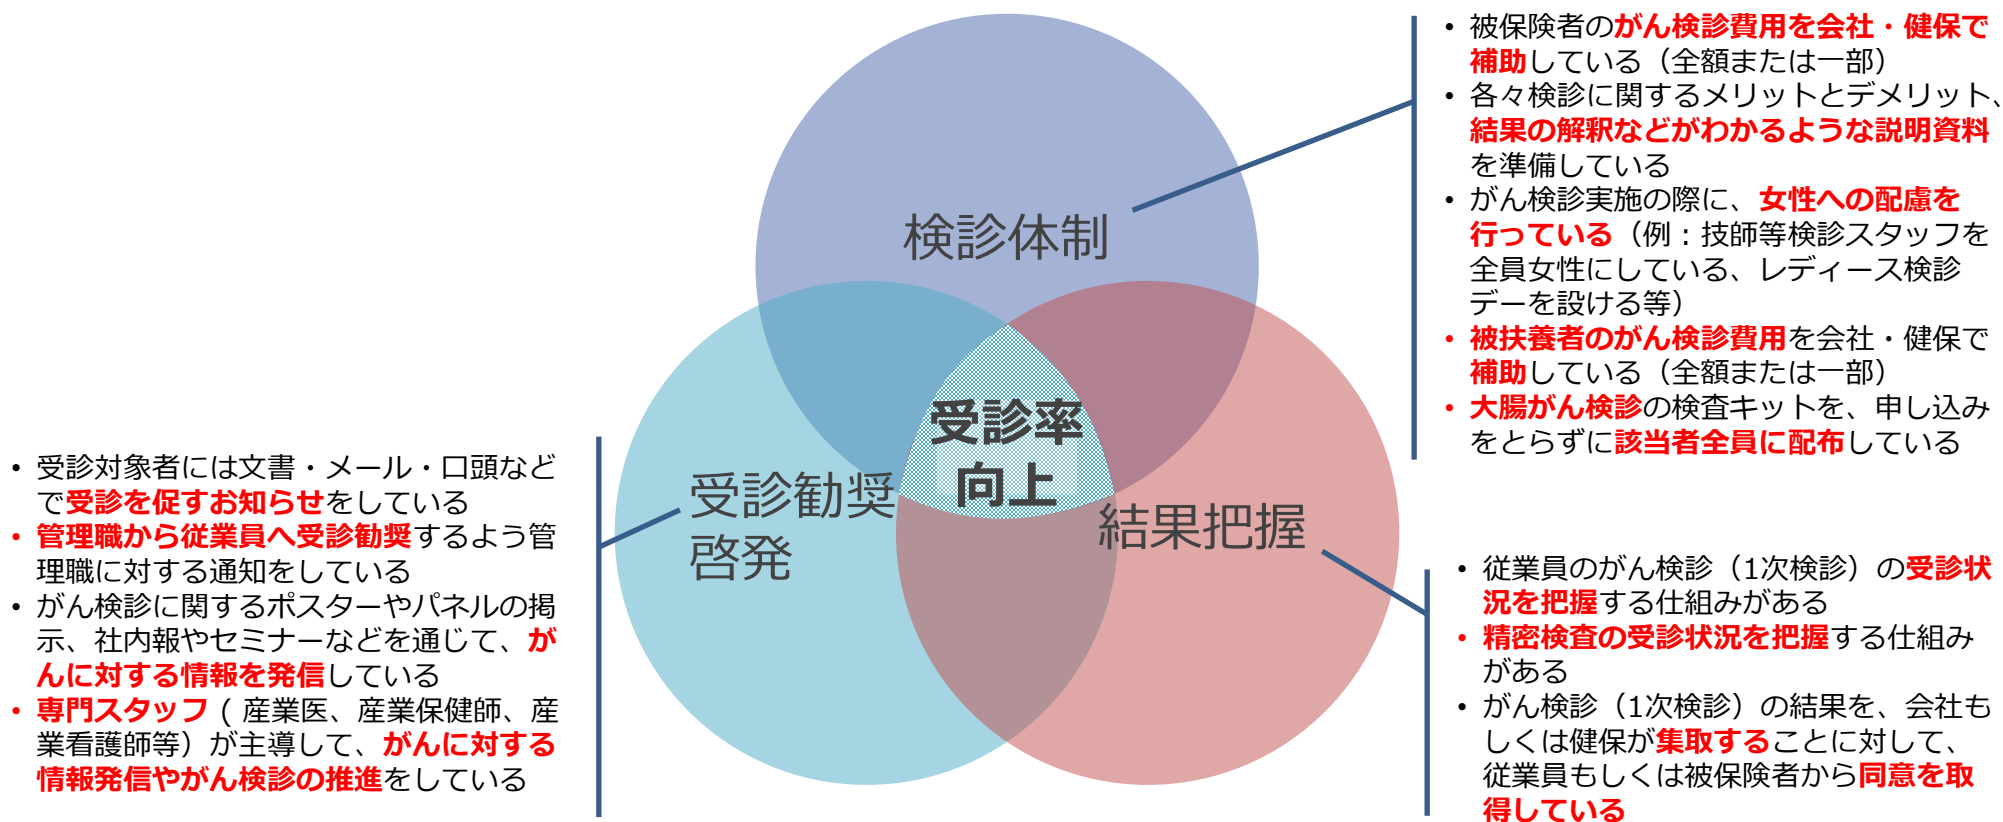 • 被保険者のがん検診費用を会社・健保で
補助している（全額または一部）
• 各々検診に関するメリットとデメリット、
結果の解釈などがわかるような説明資料
を準備している
• がん検診実施の際に、女性への配慮を
行っている（例：技師等検診スタッフを
全員女性にしている、レディース検診
デーを設ける等）
• 被扶養者のがん検診費用を会社・健保で
補助している（全額または一部）
• 大腸がん検診の検査キットを、申し込み
をとらずに該当者全員に配布している
検診体制
受診率
向上
受診勧奨
啓発
結果把握
• 受診対象者には文書・メール・口頭など
で受診を促すお知らせをしている
• 管理職から従業員へ受診勧奨するよう管
理職に対する通知をしている
• がん検診に関するポスターやパネルの掲
示、社内報やセミナーなどを通じて、が
んに対する情報を発信している
• 専門スタッフ ( 産業医、産業保健師、産
業看護師等）が主導して、がんに対する
情報発信やがん検診の推進をしている
• 従業員のがん検診（1次検診）の受診状
況を把握する仕組みがある
• 精密検査の受診状況を把握する仕組み
がある
• がん検診（1次検診）の結果を、会社も
しくは健保が集取することに対して、
従業員もしくは被保険者から同意を取
得している